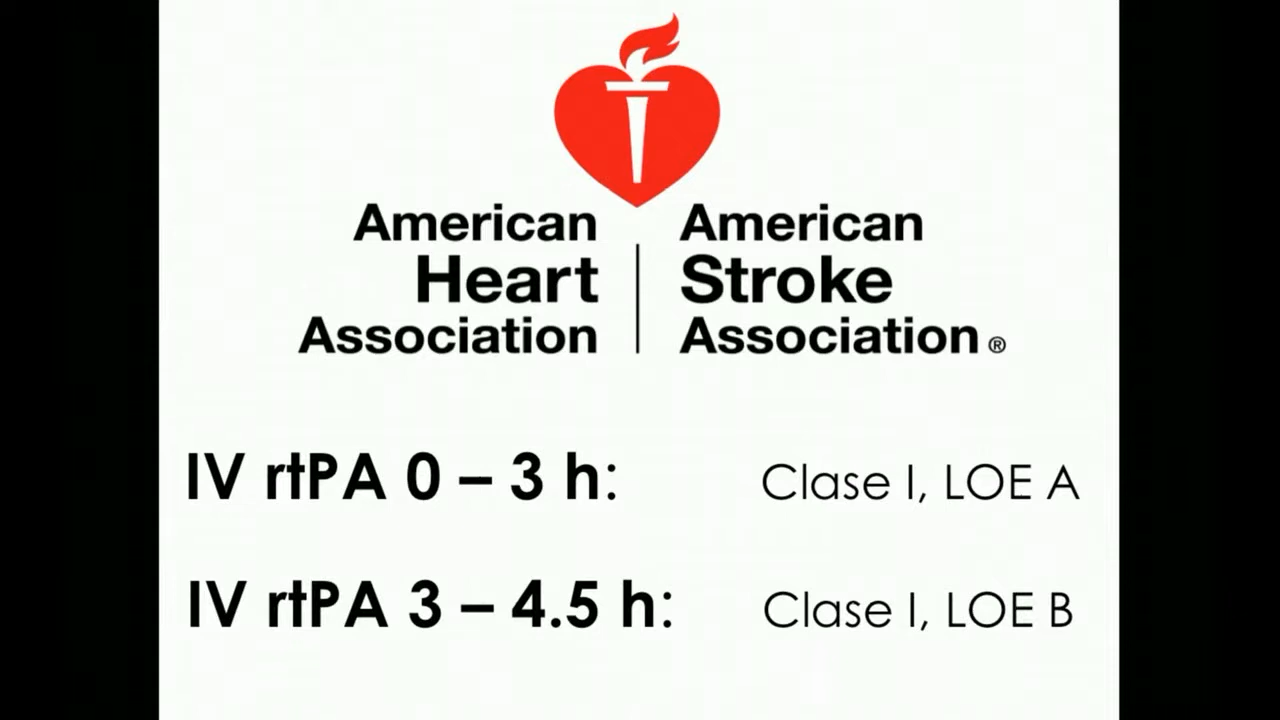 American
Heart
Association
American
Stroke
Association ®
IV rtPA 0 – 3 h: Clase I, LOE A
IV rtPA 3 – 4.5 h: Clase I, LOE B